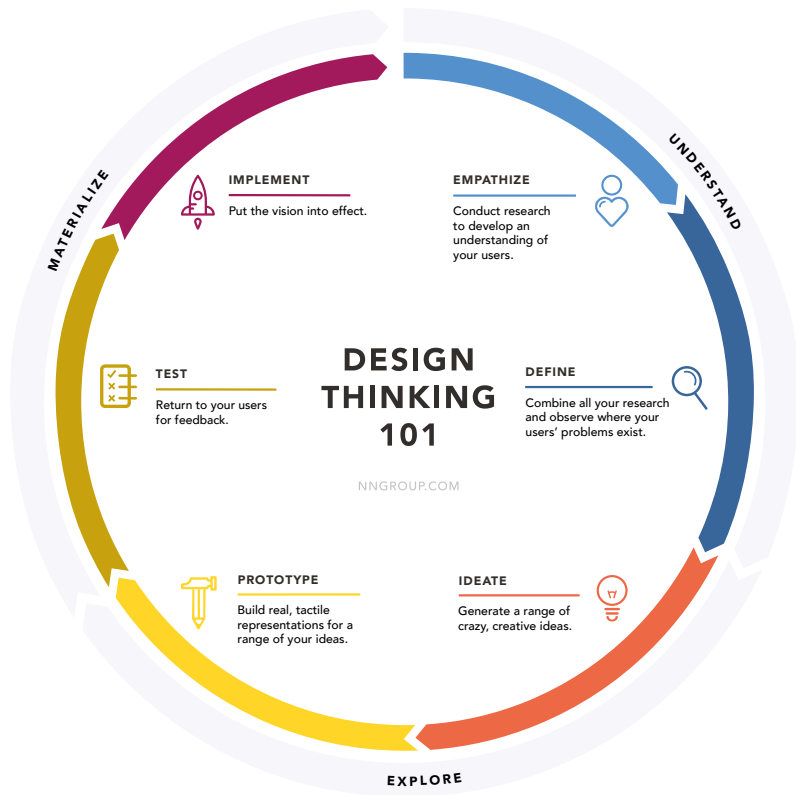 DESIGN
THINKING
101
NNGROUP.COM
UNDERSTAND
EMPATHIZE
Conduct research
to develop an
understanding of
your users.
DEFINE
Combine all your research
and observe where your
users’ problems exist.
EXPLORE
IDEATE
Generate a range of
crazy, creative ideas.
PROTOTYPE
Build real, tactile
representations for a
range of your ideas.
MATERIALIZE
TEST
Return to your users
for feedback.
IMPLEMENT
Put the vision into effect.